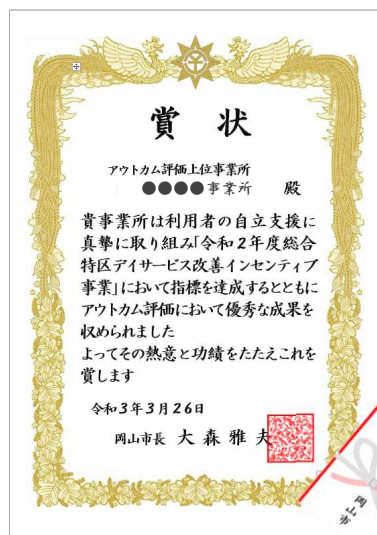 賞状
アウトカム評価上位事業所
●●●●事業所 殿
貴事業所は利用者の自立支援に
真摯に取り組み「令和2年度総合
特区デイサービス改善インセンティブ
事業」において指標を達成するとともに
アウトカム評価において優秀な成果を
収められました
よってその熱意と功績をたたえこれを
賞します
令和3年3月26日
岡山市長 大森雅夫
岡山市